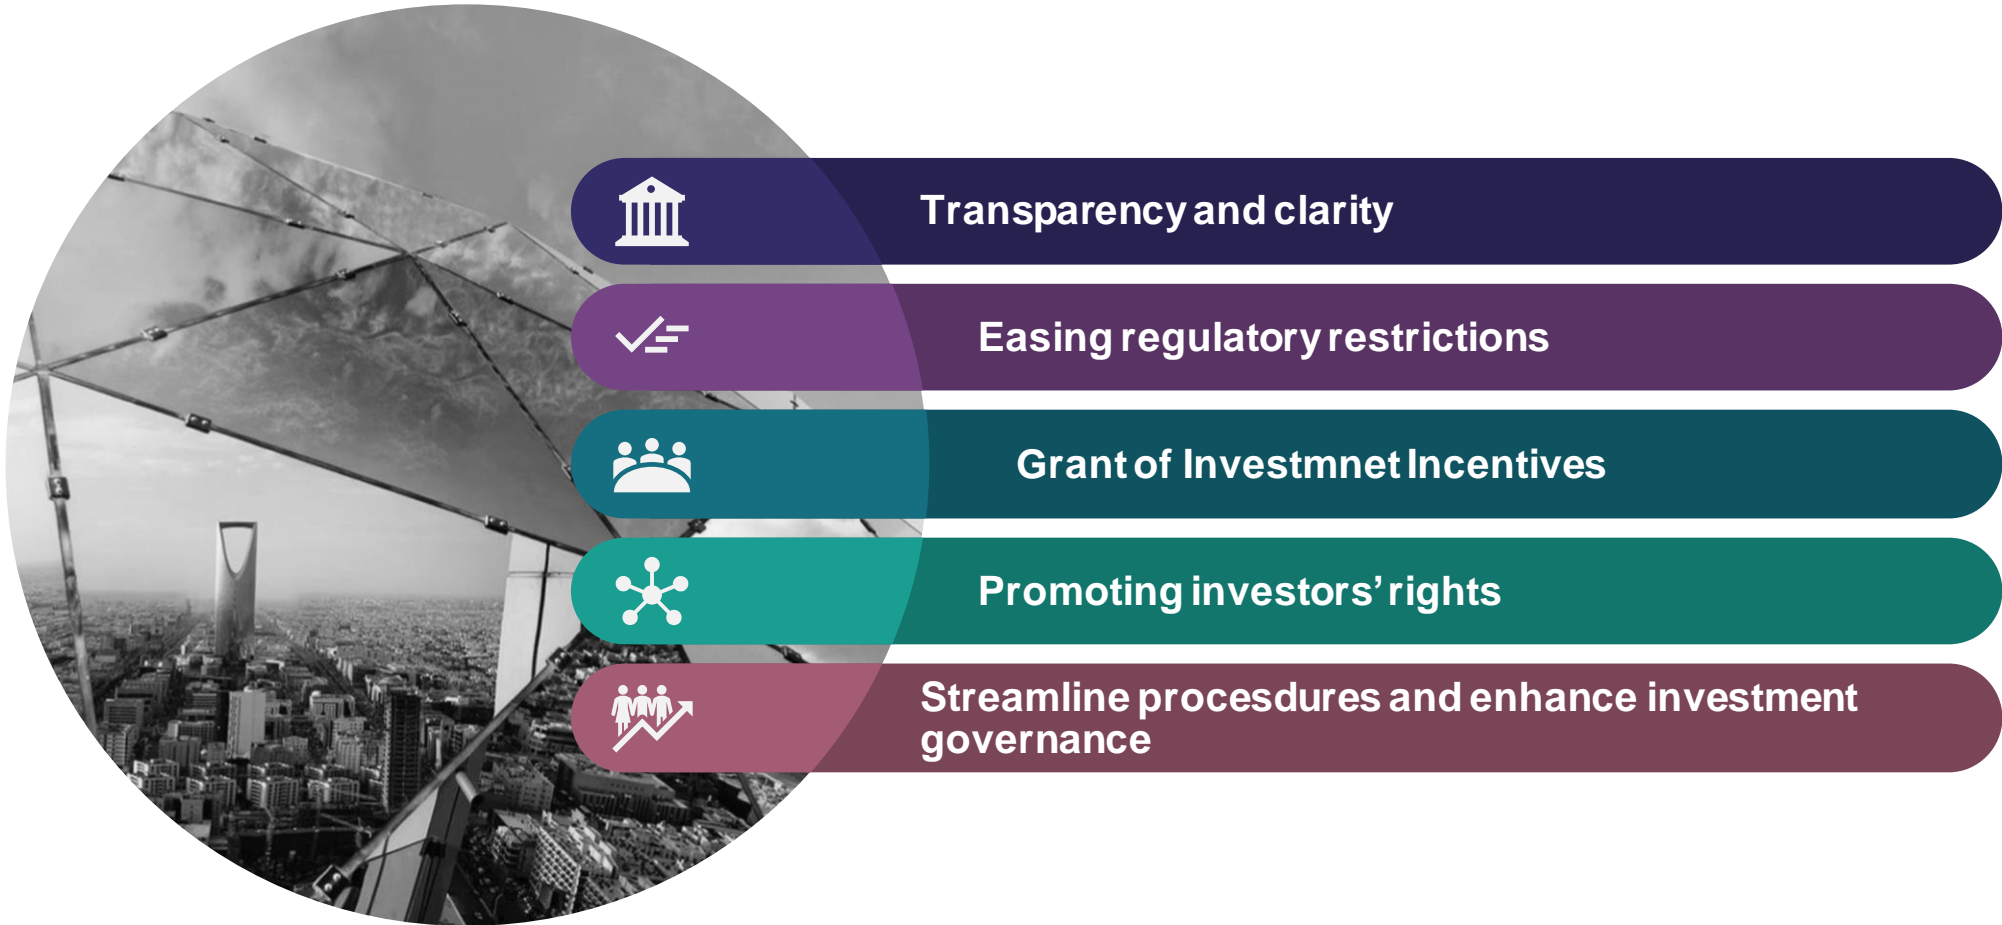 Transparency and clarity
Easing regulatory restrictions
Grant of Investmnet Incentives
Promoting investors’ rights
Streamline procesdures and enhance investment
governance